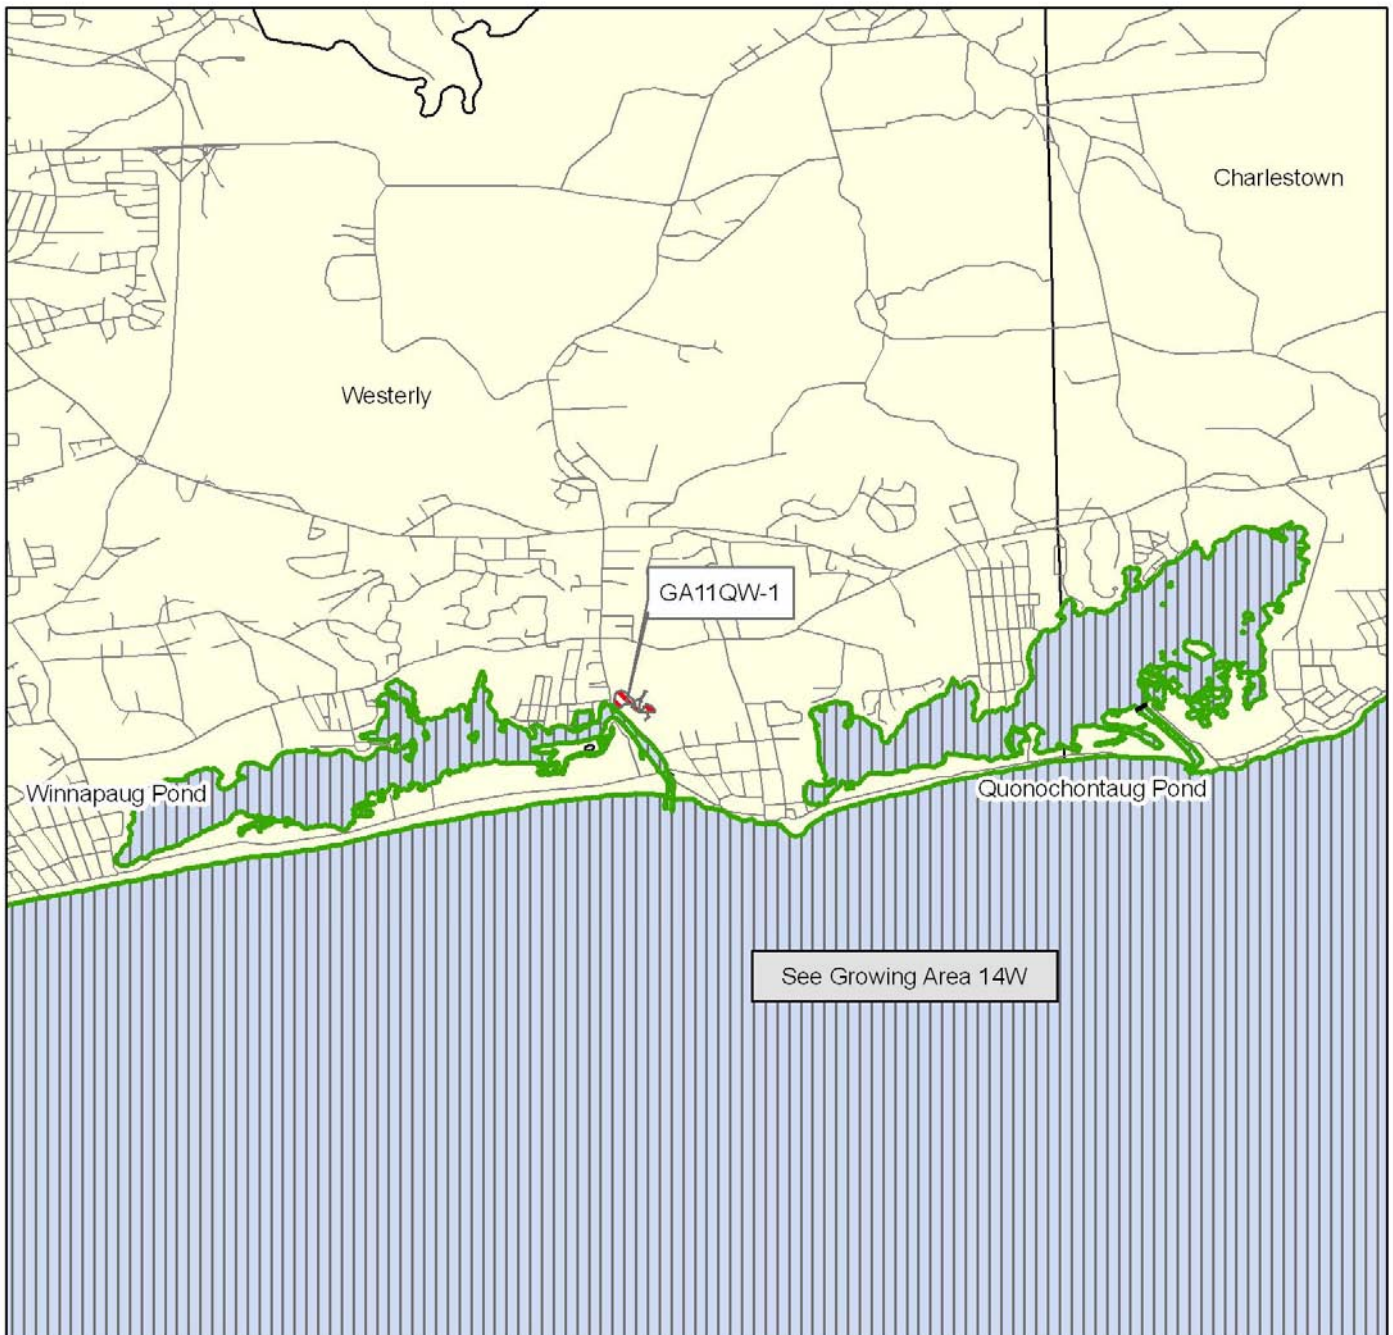 Charlestown
Westerly
GA11QW-1
Winnapaug Pond
Quonochontaug Pond
See Growing Area 14W